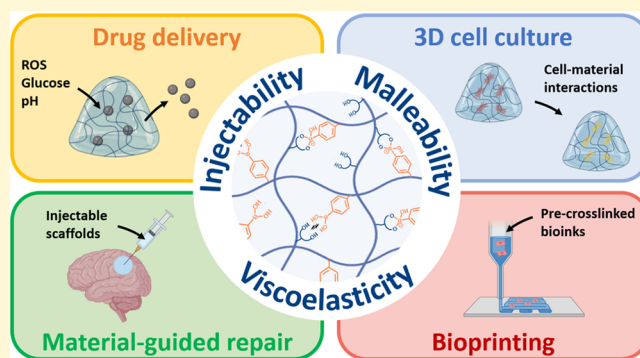 Drug delivery
ROS
Glucose
pH
3D cell culture
Cell-material
interactions
Injectability
Malleability
Viscoelasticity
Injectable
scaffolds
Material-guided repair
Pre-crosslinked
bioinks
Bioprinting